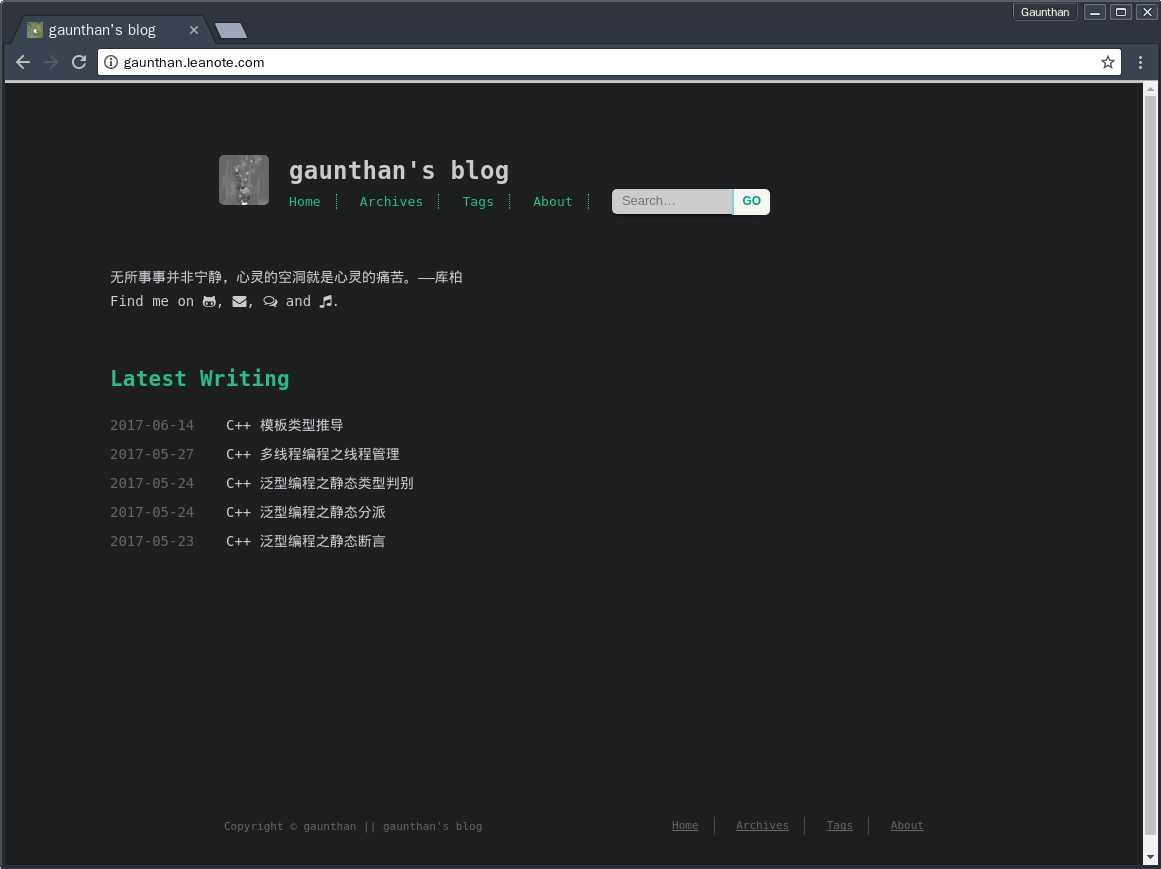 Gaunthan
gaunthan's blog
gaunthan.leanote.com
gaunthan's blog
Home Archives Tags About Search... GO
无所事事并非宁静，心灵的空洞就是心灵的痛苦。——库柏
Find me on , , and .
Latest Writing
2017-06-14 C++ 模板类型推导
2017-05-27 C++ 多线程编程之线程管理
2017-05-24 C++ 泛型编程之静态类型判别
2017-05-24 C++ 泛型编程之静态分派
2017-05-23 C++ 泛型编程之静态断言
Copyright © gaunthan || gaunthan's blog Home Archives Tags About